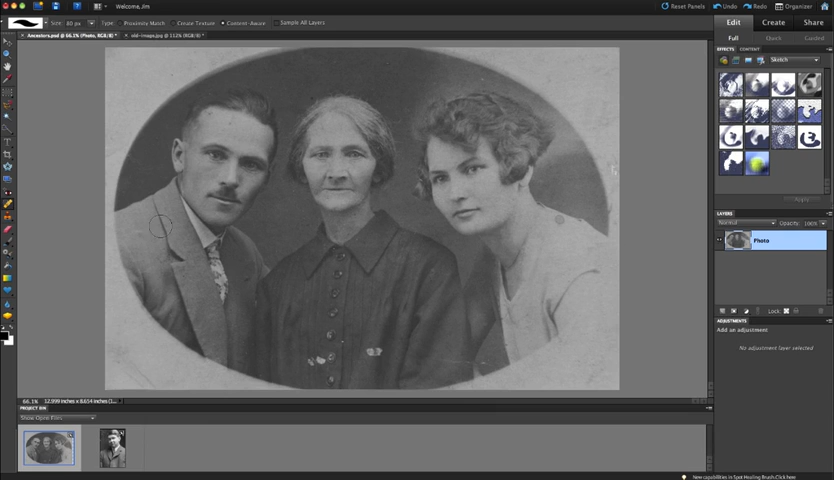 Welcome, Jim
Reset Panels Undo Redo Organizer
Size: 80 px Type: Proximity Match Create Texture Content-Aware Sample All Layers
Edit Create Share
Ancestors.psd @ 66.1% (Photo, RGB/8) * old-image.jpg @ 112% (RGB/8) *
Full Quick Guided
EFFECTS CONTENT
Sketch
Apply
LAYERS
Normal Opacity: 100%
Photo
Lock:
ADJUSTMENTS
Add an adjustment
No adjustment layer selected
66.1% 12.999 inches x 8.654 inches (1...
PROJECT BIN
Show Open Files
New capabilities in Spot Healing Brush.Click here